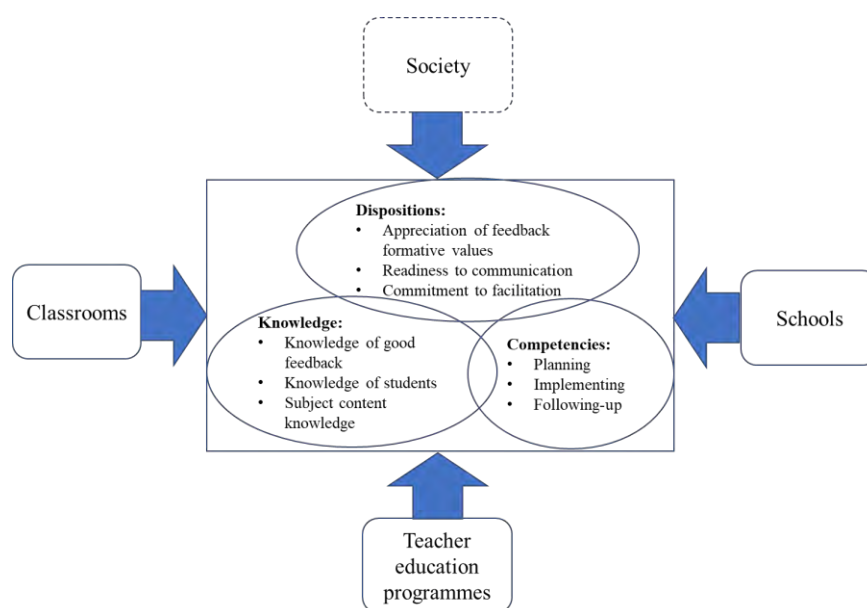 Society
Dispositions:
• Appreciation of feedback
formative values
• Readiness to communication
• Commitment to facilitation
Classrooms
Schools
Knowledge:
• Knowledge of good
feedback
• Knowledge of students
• Subject content
knowledge
Competencies:
• Planning
• Implementing
• Following-up
Teacher
education
programmes